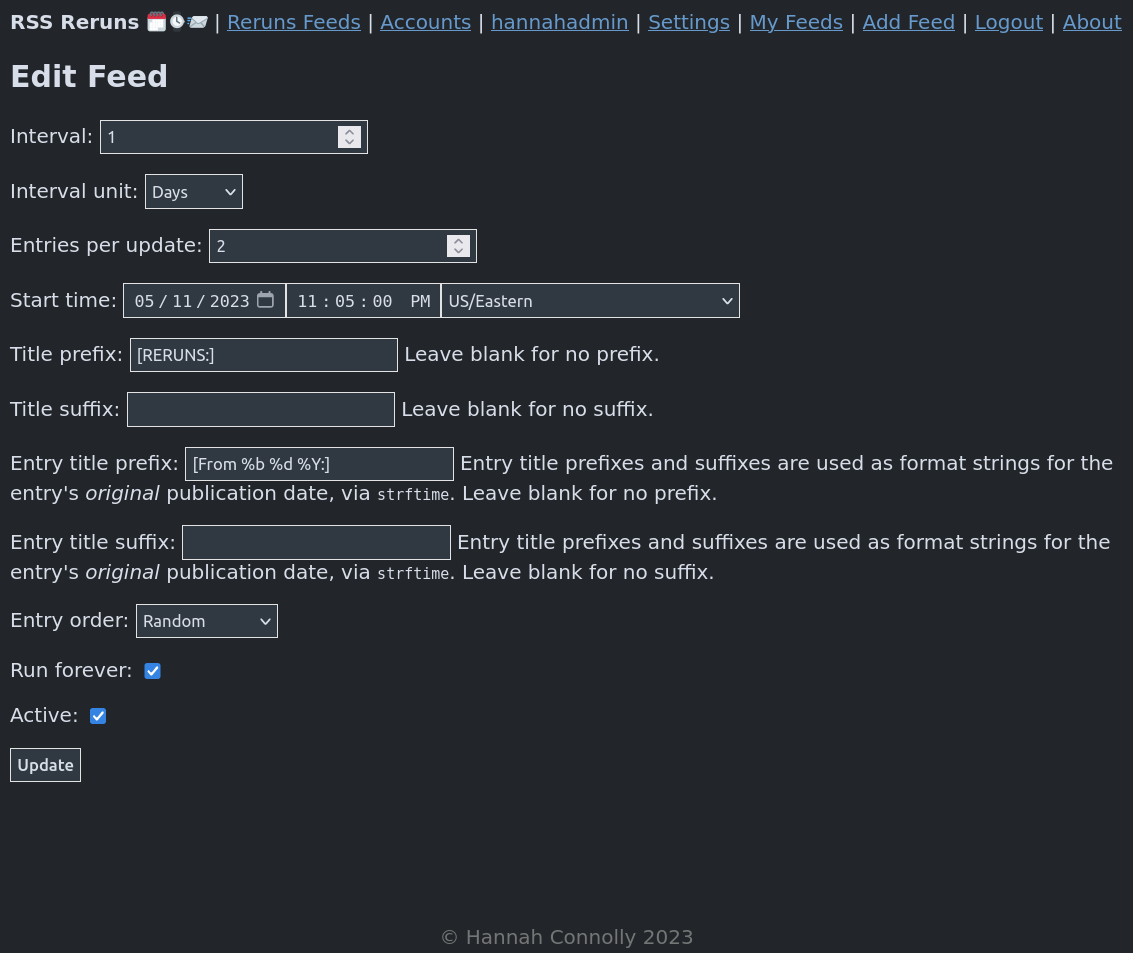 RSS Reruns 🗓️🕓📨 | Reruns Feeds | Accounts | hannahadmin | Settings | My Feeds | Add Feed | Logout | About
Edit Feed
Interval: 1
Interval unit: Days
Entries per update: 2
Start time: 05/11/2023 11:05:00 PM US/Eastern
Title prefix: [RERUNS:] Leave blank for no prefix.
Title suffix: Leave blank for no suffix.
Entry title prefix: [From %b %d %Y:] Entry title prefixes and suffixes are used as format strings for the
entry's original publication date, via strftime. Leave blank for no prefix.
Entry title suffix: Entry title prefixes and suffixes are used as format strings for the
entry's original publication date, via strftime. Leave blank for no suffix.
Entry order: Random
Run forever:
Active:
Update
© Hannah Connolly 2023